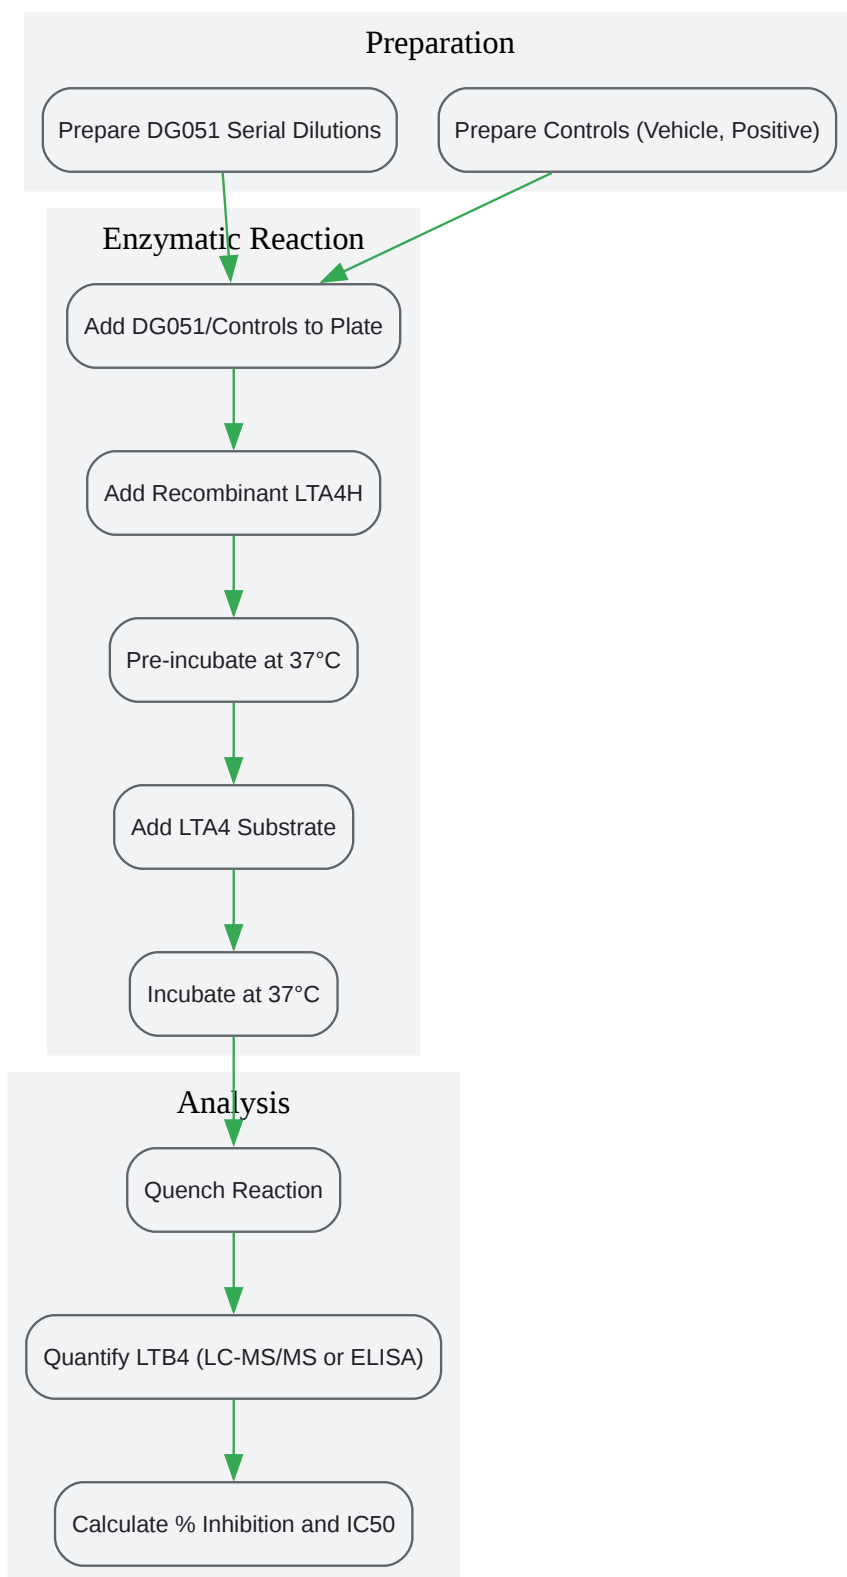 Preparation
Prepare DG051 Serial Dilutions
Prepare Controls (Vehicle, Positive)
Enzymatic Reaction
Add DG051/Controls to Plate
Add Recombinant LTA4H
Pre-incubate at 37°C
Add LTA4 Substrate
Incubate at 37°C
Analysis
Quench Reaction
Quantify LTB4 (LC-MS/MS or ELISA)
Calculate % Inhibition and IC50